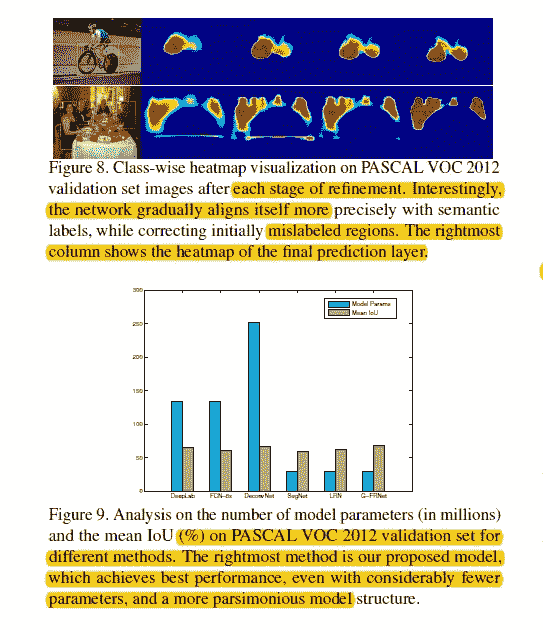 Figure 8. Class-wise heatmap visualization on PASCAL VOC 2012
validation set images after each stage of refinement. Interestingly,
the network gradually aligns itself more precisely with semantic
labels, while correcting initially mislabeled regions. The rightmost
column shows the heatmap of the final prediction layer.
300
Model Params
Mean IoU
250
200
150
100
50
0
DeepLab FCN-8s DeconvNet SegNet LRN G-FRNet
Figure 9. Analysis on the number of model parameters (in millions)
and the mean IoU (%) on PASCAL VOC 2012 validation set for
different methods. The rightmost method is our proposed model,
which achieves best performance, even with considerably fewer
parameters, and a more parsimonious model structure.